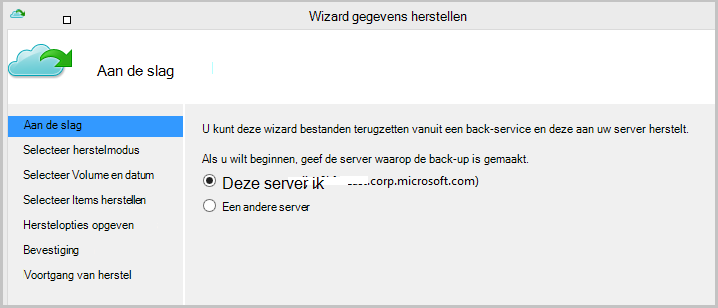 Wizard gegevens herstellen
Aan de slag
Aan de slag
Selecteer herstelmodus
Selecteer Volume en datum
Selecteer Items herstellen
Herstelopties opgeven
Bevestiging
Voortgang van herstel
U kunt deze wizard bestanden terugzetten vanuit een back-service en deze aan uw server herstelt.
Als u wilt beginnen, geef de server waarop de back-up is gemaakt.
Deze server ik .corp.microsoft.com)
Een andere server